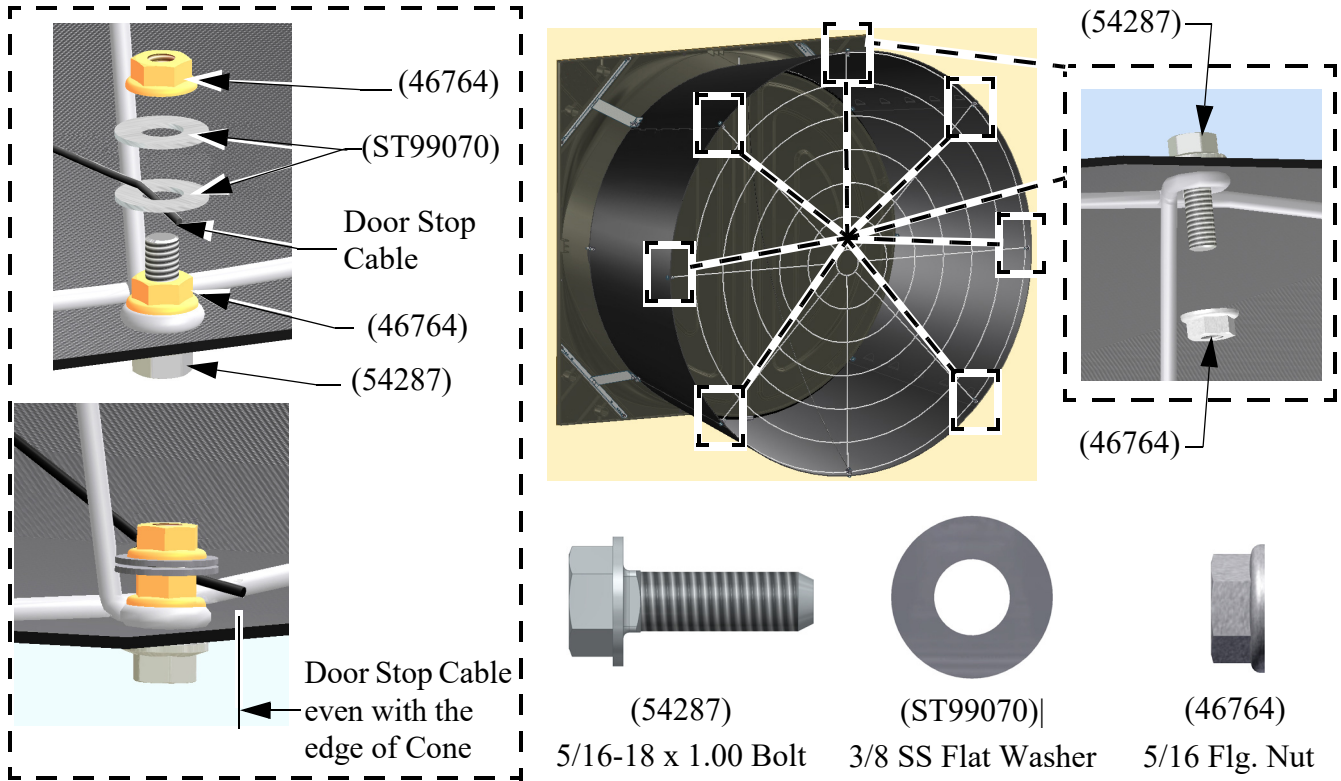 (46764)
(ST99070)
Door Stop
Cable
(46764)
(54287)
Door Stop Cable
even with the
edge of Cone
(54287)
(46764)
(54287)
5/16-18 x 1.00 Bolt
(ST99070)|
3/8 SS Flat Washer
(46764)
5/16 Flg. Nut